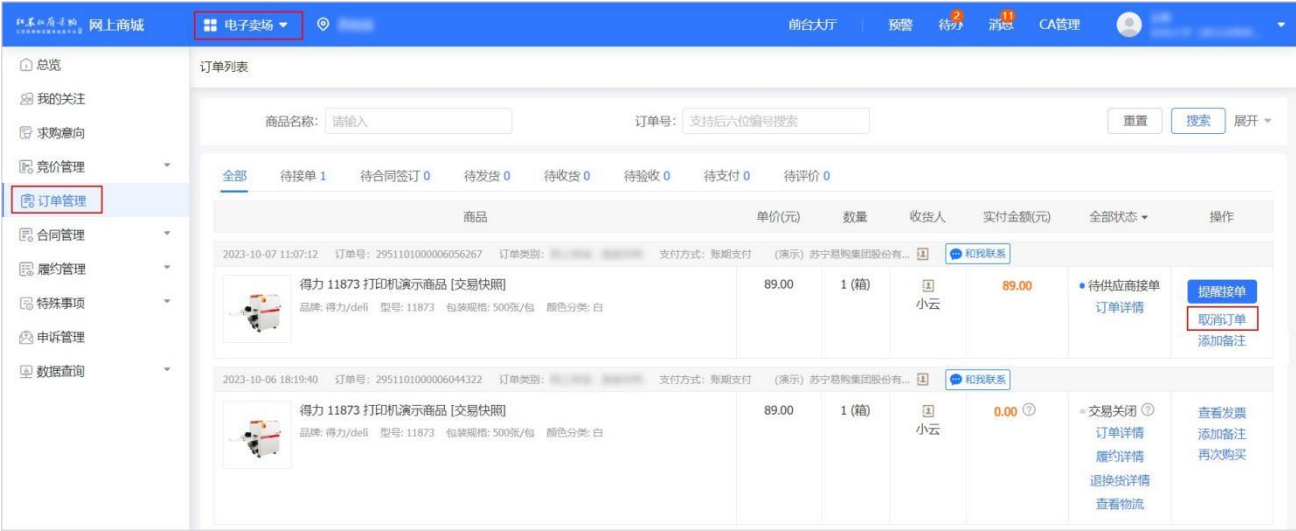 网上商城 电子卖场 前台大厅 预警 待办 2 消息 11 CA管理
总览
我的关注
求购意向
竞价管理
订单管理
合同管理
履约管理
特殊事项
申诉管理
数据查询
订单列表
商品名称: 请输入 订单号: 支持后六位编号搜索 重置 搜索 展开
全部 待接单 1 待合同签订 0 待发货 0 待收货 0 待验收 0 待支付 0 待评价 0
商品 单价(元) 数量 收货人 实付金额(元) 全部状态 操作
2023-10-07 11:07:12 订单号: 2951101000006056267 订单类别: 支付方式: 账期支付 (演示) 苏宁易购集团股份有... 和我联系
得力 11873 打印机演示商品 [交易快照] 89.00 1 (箱) 小云 89.00 待供应商接单 提醒接单
品牌: 得力/deli 型号: 11873 包装规格: 500张/包 颜色分类: 白 订单详情 取消订单
添加备注
2023-10-06 18:19:40 订单号: 2951101000006044322 订单类别: 支付方式: 账期支付 (演示) 苏宁易购集团股份有... 和我联系
得力 11873 打印机演示商品 [交易快照] 89.00 1 (箱) 小云 0.00 交易关闭 查看发票
品牌: 得力/deli 型号: 11873 包装规格: 500张/包 颜色分类: 白 订单详情 添加备注
履约详情 再次购买
退换货详情
查看物流